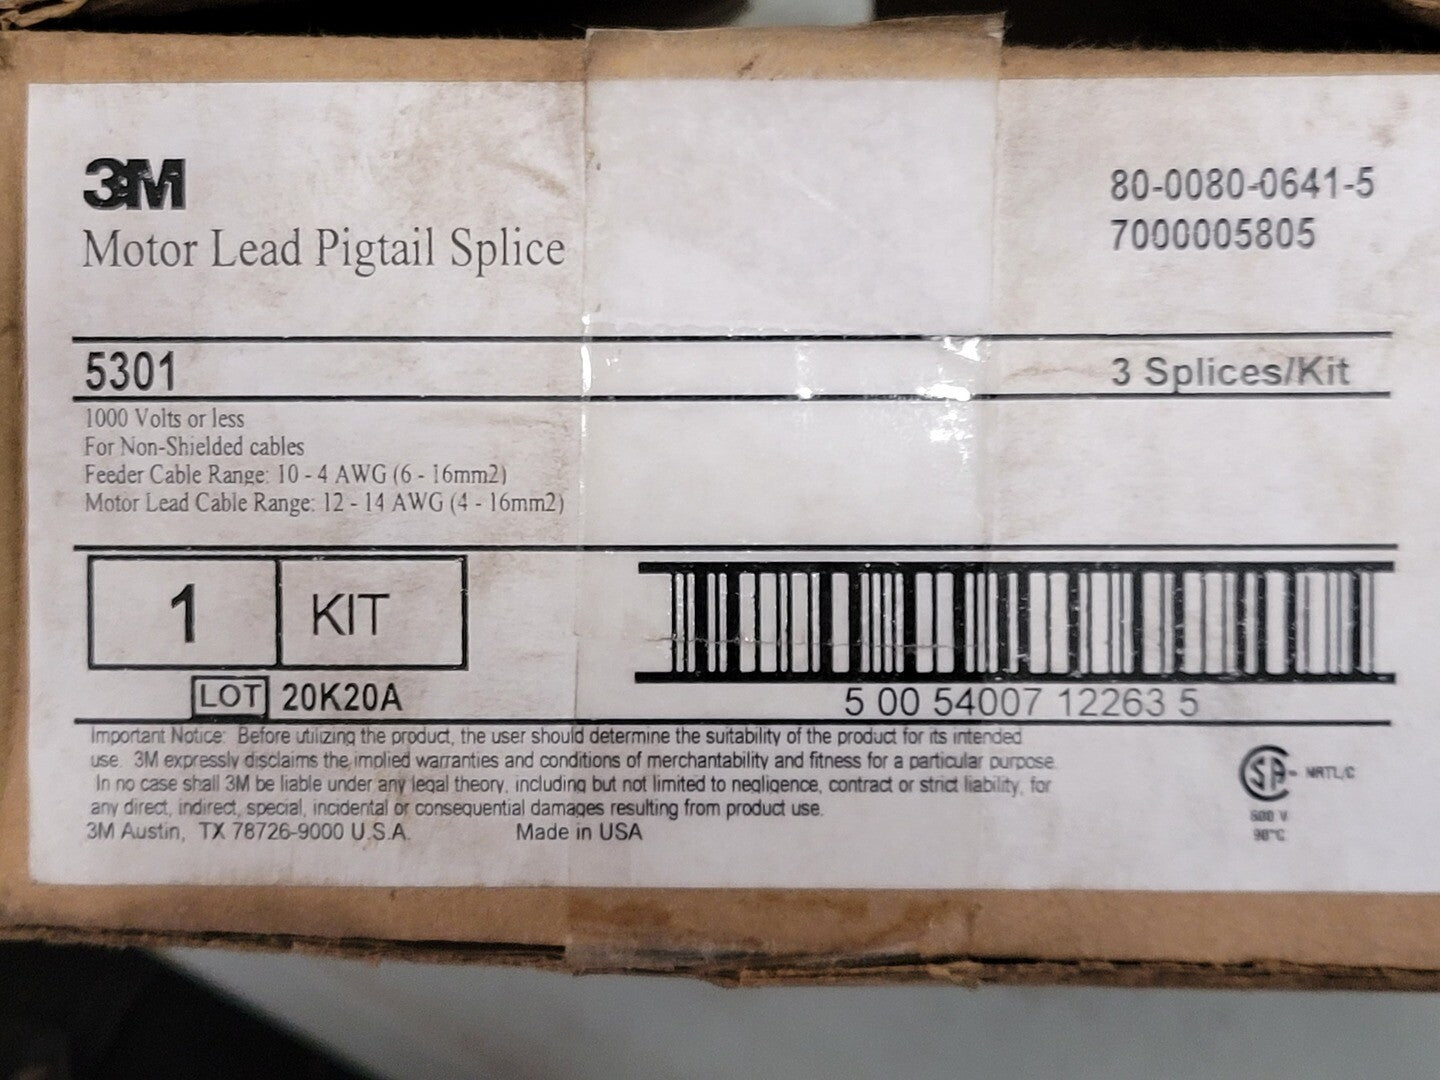 3M
80-0080-0641-5
Motor Lead Pigtail Splice
7000005805
5301
3 Splices/Kit
1000 Volts or less
For Non-Shielded cables
Feeder Cable Range: 10 - 4 AWG (6 - 16mm2)
Motor Lead Cable Range: 12 - 14 AWG (4 - 16mm2)
1 KIT
LOT 20K20A
5 00 54007 12263 5
Important Notice: Before utilizing the product, the user should determine the suitability of the product for its intended
use. 3M expressly disclaims the implied warranties and conditions of merchantability and fitness for a particular purpose.
In no case shall 3M be liable under any legal theory, including but not limited to negligence, contract or strict liability, for
any direct, indirect, special, incidental or consequential damages resulting from product use.
3M Austin, TX 78726-9000 U.S.A. Made in USA
SA NRTL/C
600 V
90°C